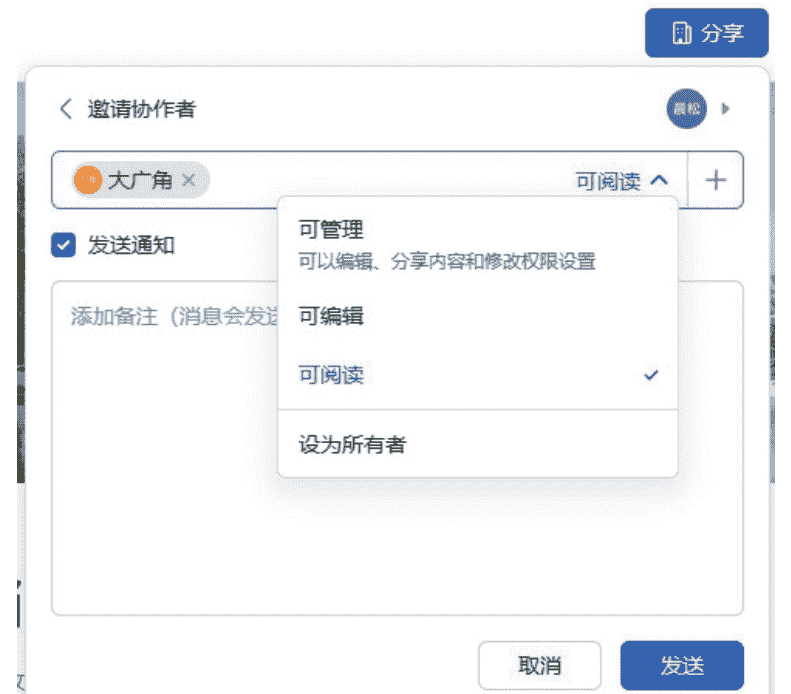 分享
邀请协作者
晨松
大广角
可阅读
发送通知
可管理
可以编辑、分享内容和修改权限设置
添加备注（消息会发送
可编辑
可阅读
设为所有者
取消
发送